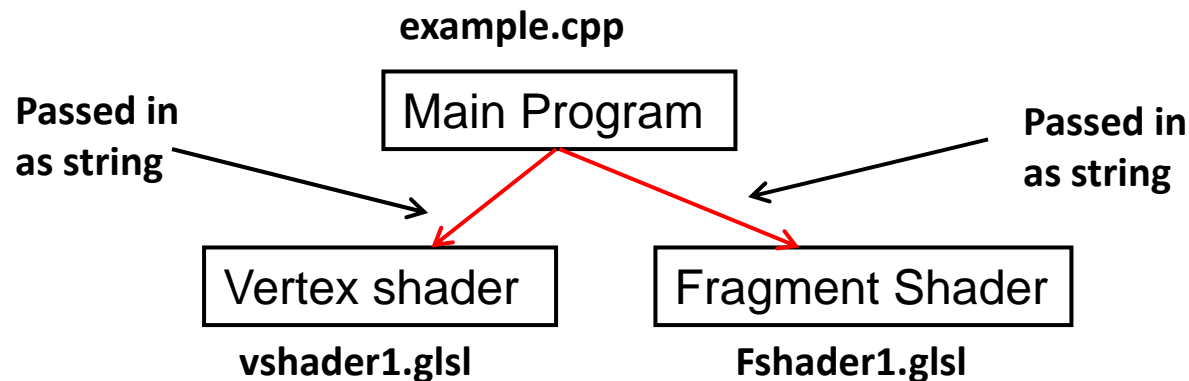 example.cpp
Main Program
Passed in
as string
Passed in
as string
Vertex shader
Fragment Shader
vshader1.glsl
Fshader1.glsl